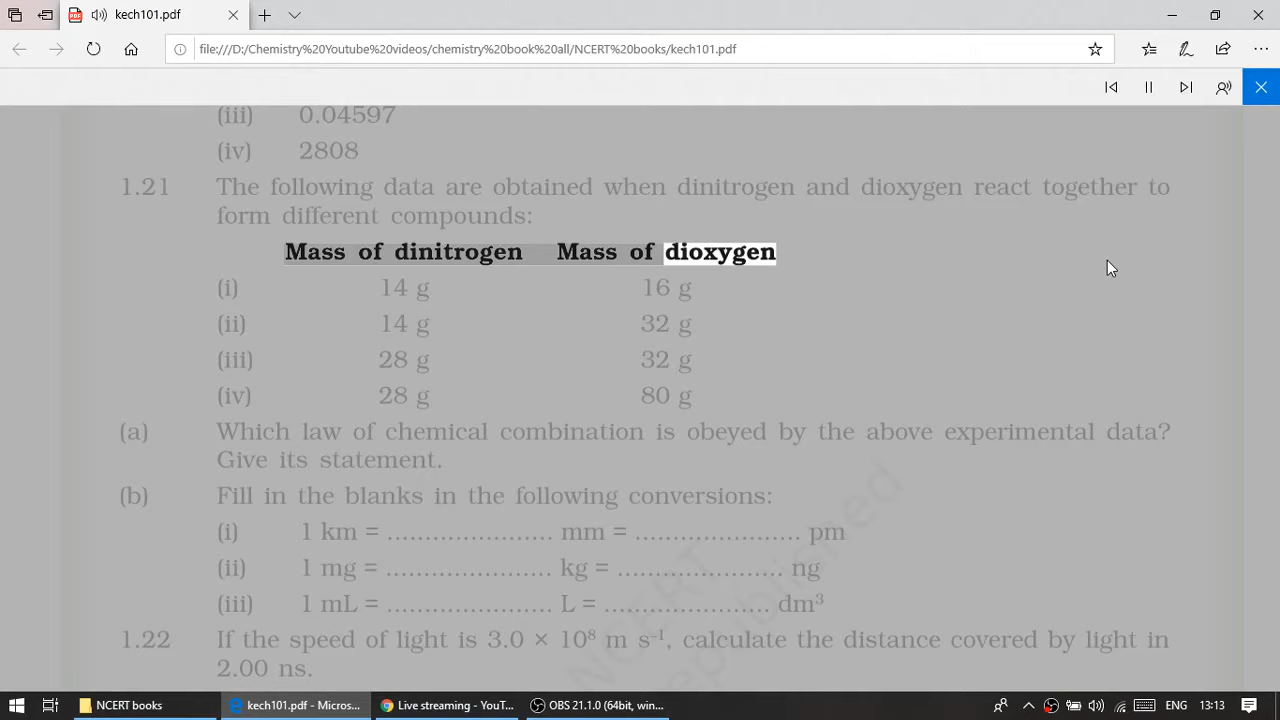 kech101.pdf
file:///D:/Chemistry%20Youtube%20videos/chemistry%20book%20all/NCERT%20books/kech101.pdf
(iii) 0.04597
(iv) 2808
1.21 The following data are obtained when dinitrogen and dioxygen react together to
form different compounds:
Mass of dinitrogen Mass of dioxygen
(i) 14 g 16 g
(ii) 14 g 32 g
(iii) 28 g 32 g
(iv) 28 g 80 g
(a) Which law of chemical combination is obeyed by the above experimental data?
Give its statement.
(b) Fill in the blanks in the following conversions:
(i) 1 km = ...................... mm = ...................... pm
(ii) 1 mg = ...................... kg = ...................... ng
(iii) 1 mL = ...................... L = ...................... dm³
1.22 If the speed of light is 3.0 × 10⁸ m s⁻¹, calculate the distance covered by light in
2.00 ns.
NCERT
republished
NCERT books
kech101.pdf - Micros...
Live streaming - YouT...
OBS 21.1.0 (64bit, win...
ENG
13:13